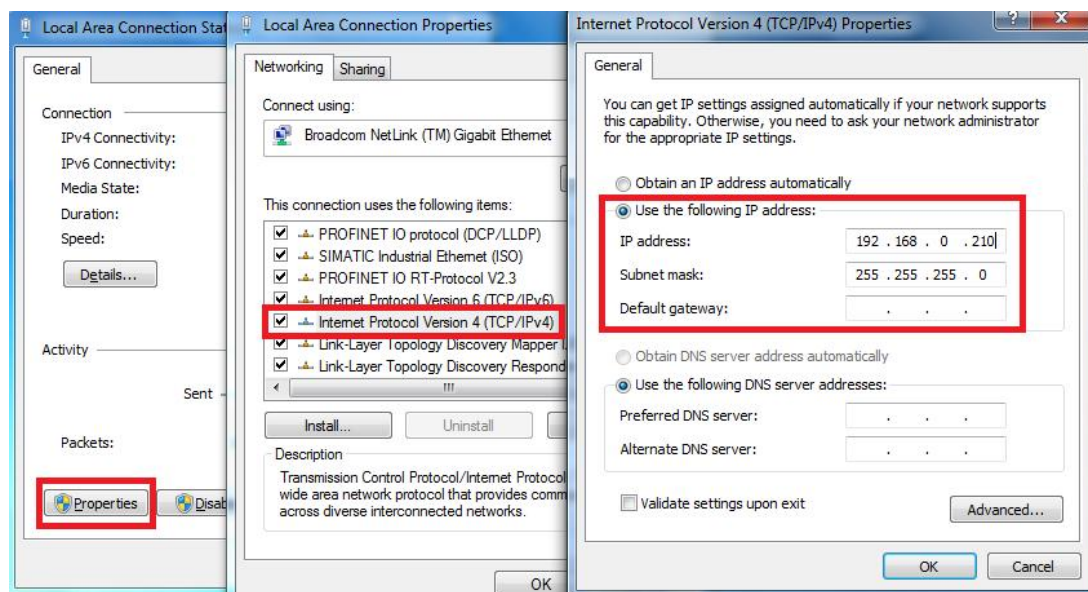 Local Area Connection Stat
General
Connection
IPv4 Connectivity:
IPv6 Connectivity:
Media State:
Duration:
Speed:
Details...
Activity
Sent
Packets:
Properties
Disab
Local Area Connection Properties
Networking
Sharing
Connect using:
Broadcom NetLink (TM) Gigabit Ethernet
This connection uses the following items:
PROFINET IO protocol (DCP/LLDP)
SIMATIC Industrial Ethernet (ISO)
PROFINET IO RT-Protocol V2.3
Internet Protocol Version 6 (TCP/IPv6)
Internet Protocol Version 4 (TCP/IPv4)
Link-Layer Topology Discovery Mapper I
Link-Layer Topology Discovery Respond
Install...
Uninstall
Description
Transmission Control Protocol/Internet Protocol
wide area network protocol that provides comm
across diverse interconnected networks.
OK
Internet Protocol Version 4 (TCP/IPv4) Properties
General
You can get IP settings assigned automatically if your network supports
this capability. Otherwise, you need to ask your network administrator
for the appropriate IP settings.
Obtain an IP address automatically
Use the following IP address:
IP address: 192 . 168 . 0 . 210
Subnet mask: 255 . 255 . 255 . 0
Default gateway: . . .
Obtain DNS server address automatically
Use the following DNS server addresses:
Preferred DNS server: . . .
Alternate DNS server: . . .
Validate settings upon exit
Advanced...
OK
Cancel